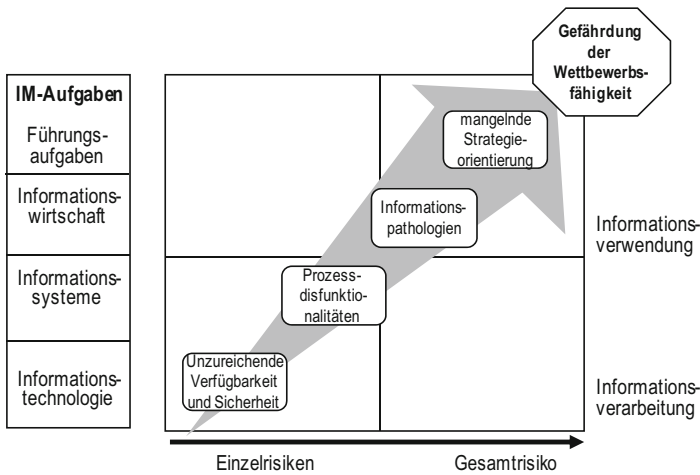 Gefährdung
der
Wettbewerbs-
fähigkeit
IM-Aufgaben
Führungs-
aufgaben
Informations-
wirtschaft
Informations-
systeme
Informations-
technologie
mangelnde
Strategie-
orientierung
Informations-
pathologien
Prozess-
disfunktio-
nalitäten
Unzureichende
Verfügbarkeit
und Sicherheit
Informations-
verwendung
Informations-
verarbeitung
Einzelrisiken
Gesamtrisiko